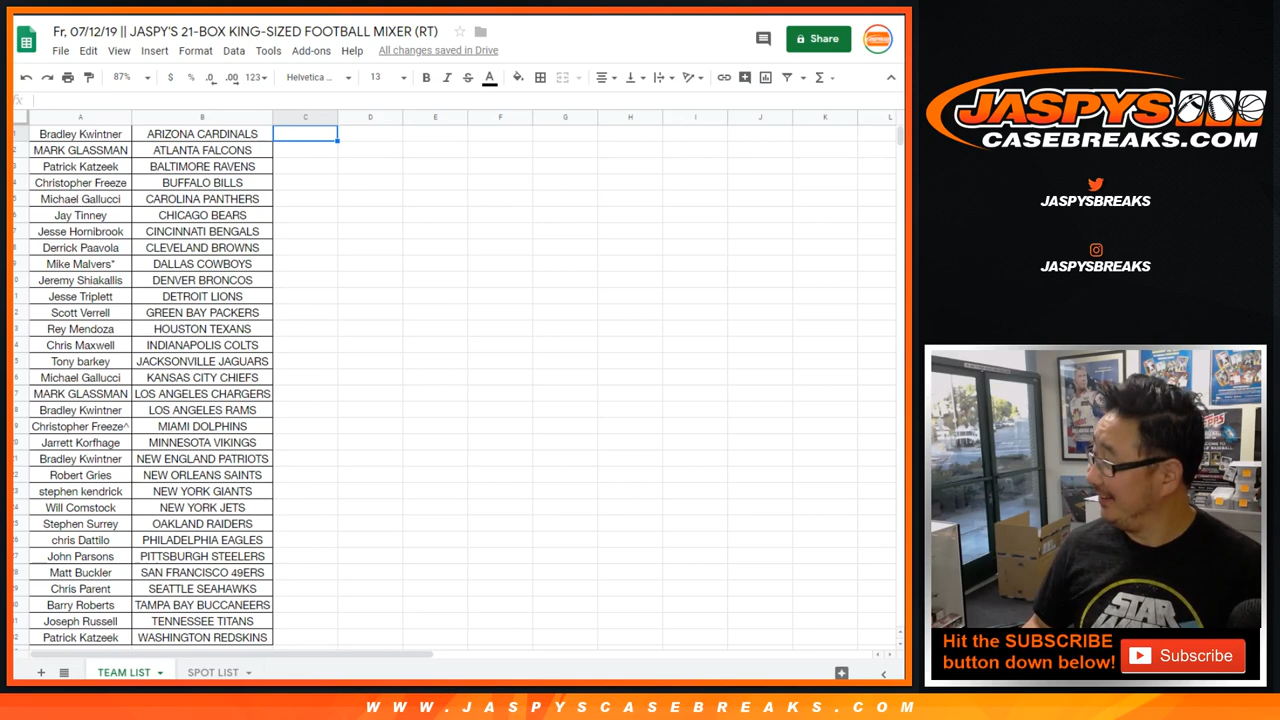 Fr, 07/12/19 || JASPY'S 21-BOX KING-SIZED FOOTBALL MIXER (RT)
File Edit View Insert Format Data Tools Add-ons Help All changes saved in Drive
Share
87% $ % .0 .00 123 Helvetica ... 13 B I S A
fx
A B C D E F G H I J K L
Bradley Kwintner ARIZONA CARDINALS
MARK GLASSMAN ATLANTA FALCONS
Patrick Katzeek BALTIMORE RAVENS
Christopher Freeze BUFFALO BILLS
Michael Gallucci CAROLINA PANTHERS
Jay Tinney CHICAGO BEARS
Jesse Hornibrook CINCINNATI BENGALS
Derrick Paavola CLEVELAND BROWNS
Mike Malvers* DALLAS COWBOYS
Jeremy Shiakallis DENVER BRONCOS
Jesse Triplett DETROIT LIONS
Scott Verrell GREEN BAY PACKERS
Rey Mendoza HOUSTON TEXANS
Chris Maxwell INDIANAPOLIS COLTS
Tony barkey JACKSONVILLE JAGUARS
Michael Gallucci KANSAS CITY CHIEFS
MARK GLASSMAN LOS ANGELES CHARGERS
Bradley Kwintner LOS ANGELES RAMS
Christopher Freeze^ MIAMI DOLPHINS
Jarrett Korfhage MINNESOTA VIKINGS
Bradley Kwintner NEW ENGLAND PATRIOTS
Robert Gries NEW ORLEANS SAINTS
stephen kendrick NEW YORK GIANTS
Will Comstock NEW YORK JETS
Stephen Surrey OAKLAND RAIDERS
chris Dattilo PHILADELPHIA EAGLES
John Parsons PITTSBURGH STEELERS
Matt Buckler SAN FRANCISCO 49ERS
Chris Parent SEATTLE SEAHAWKS
Barry Roberts TAMPA BAY BUCCANEERS
Joseph Russell TENNESSEE TITANS
Patrick Katzeek WASHINGTON REDSKINS
TEAM LIST SPOT LIST
JASPYS
CASEBREAKS.COM
JASPYSBREAKS
JASPYSBREAKS
STAR
Hit the SUBSCRIBE
button down below!
Subscribe
WWW.JASPYSCASEBREAKS.COM